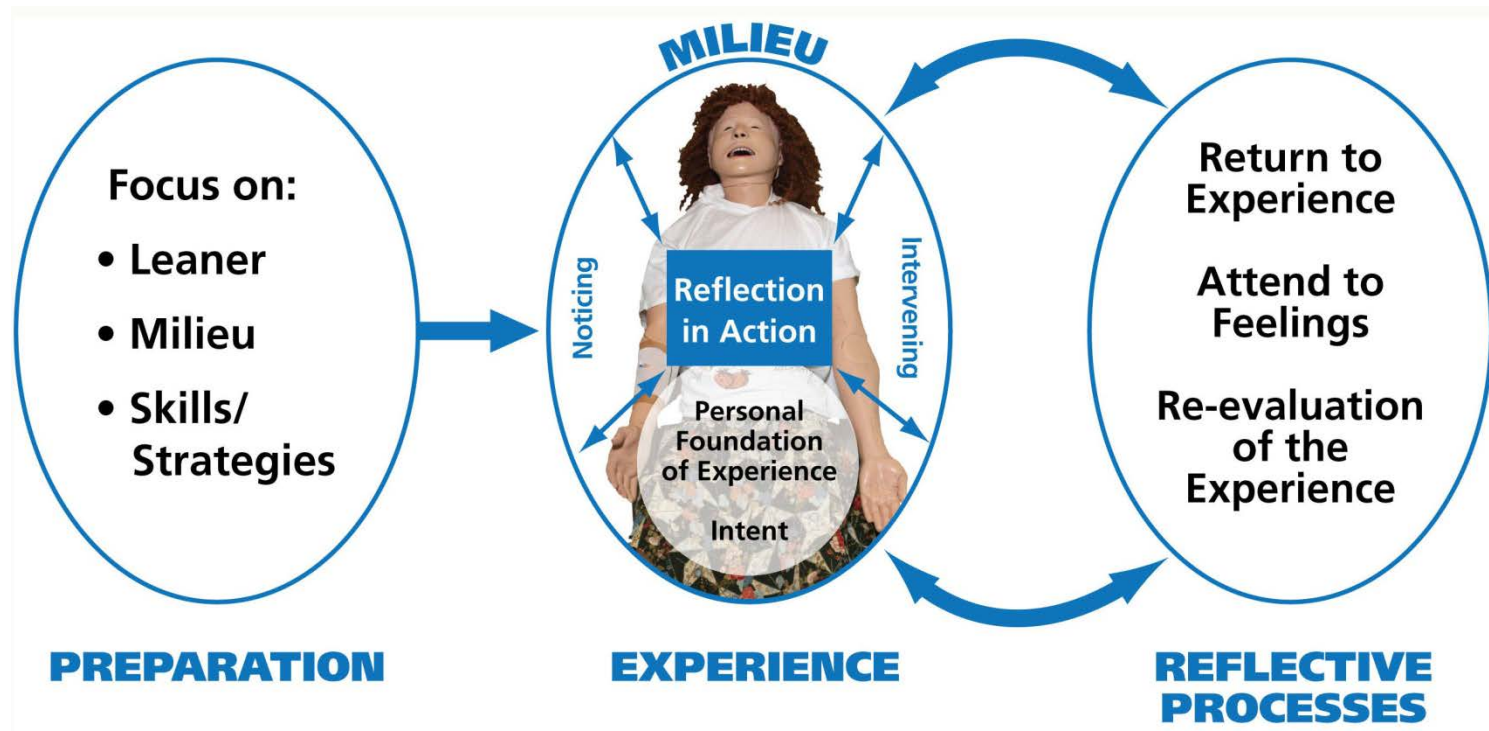 Focus on:
• Leaner
• Milieu
• Skills/
Strategies
PREPARATION
MILIEU
Noticing
Reflection
in Action
Intervening
Personal
Foundation
of Experience
Intent
EXPERIENCE
Return to
Experience
Attend to
Feelings
Re-evaluation
of the
Experience
REFLECTIVE
PROCESSES